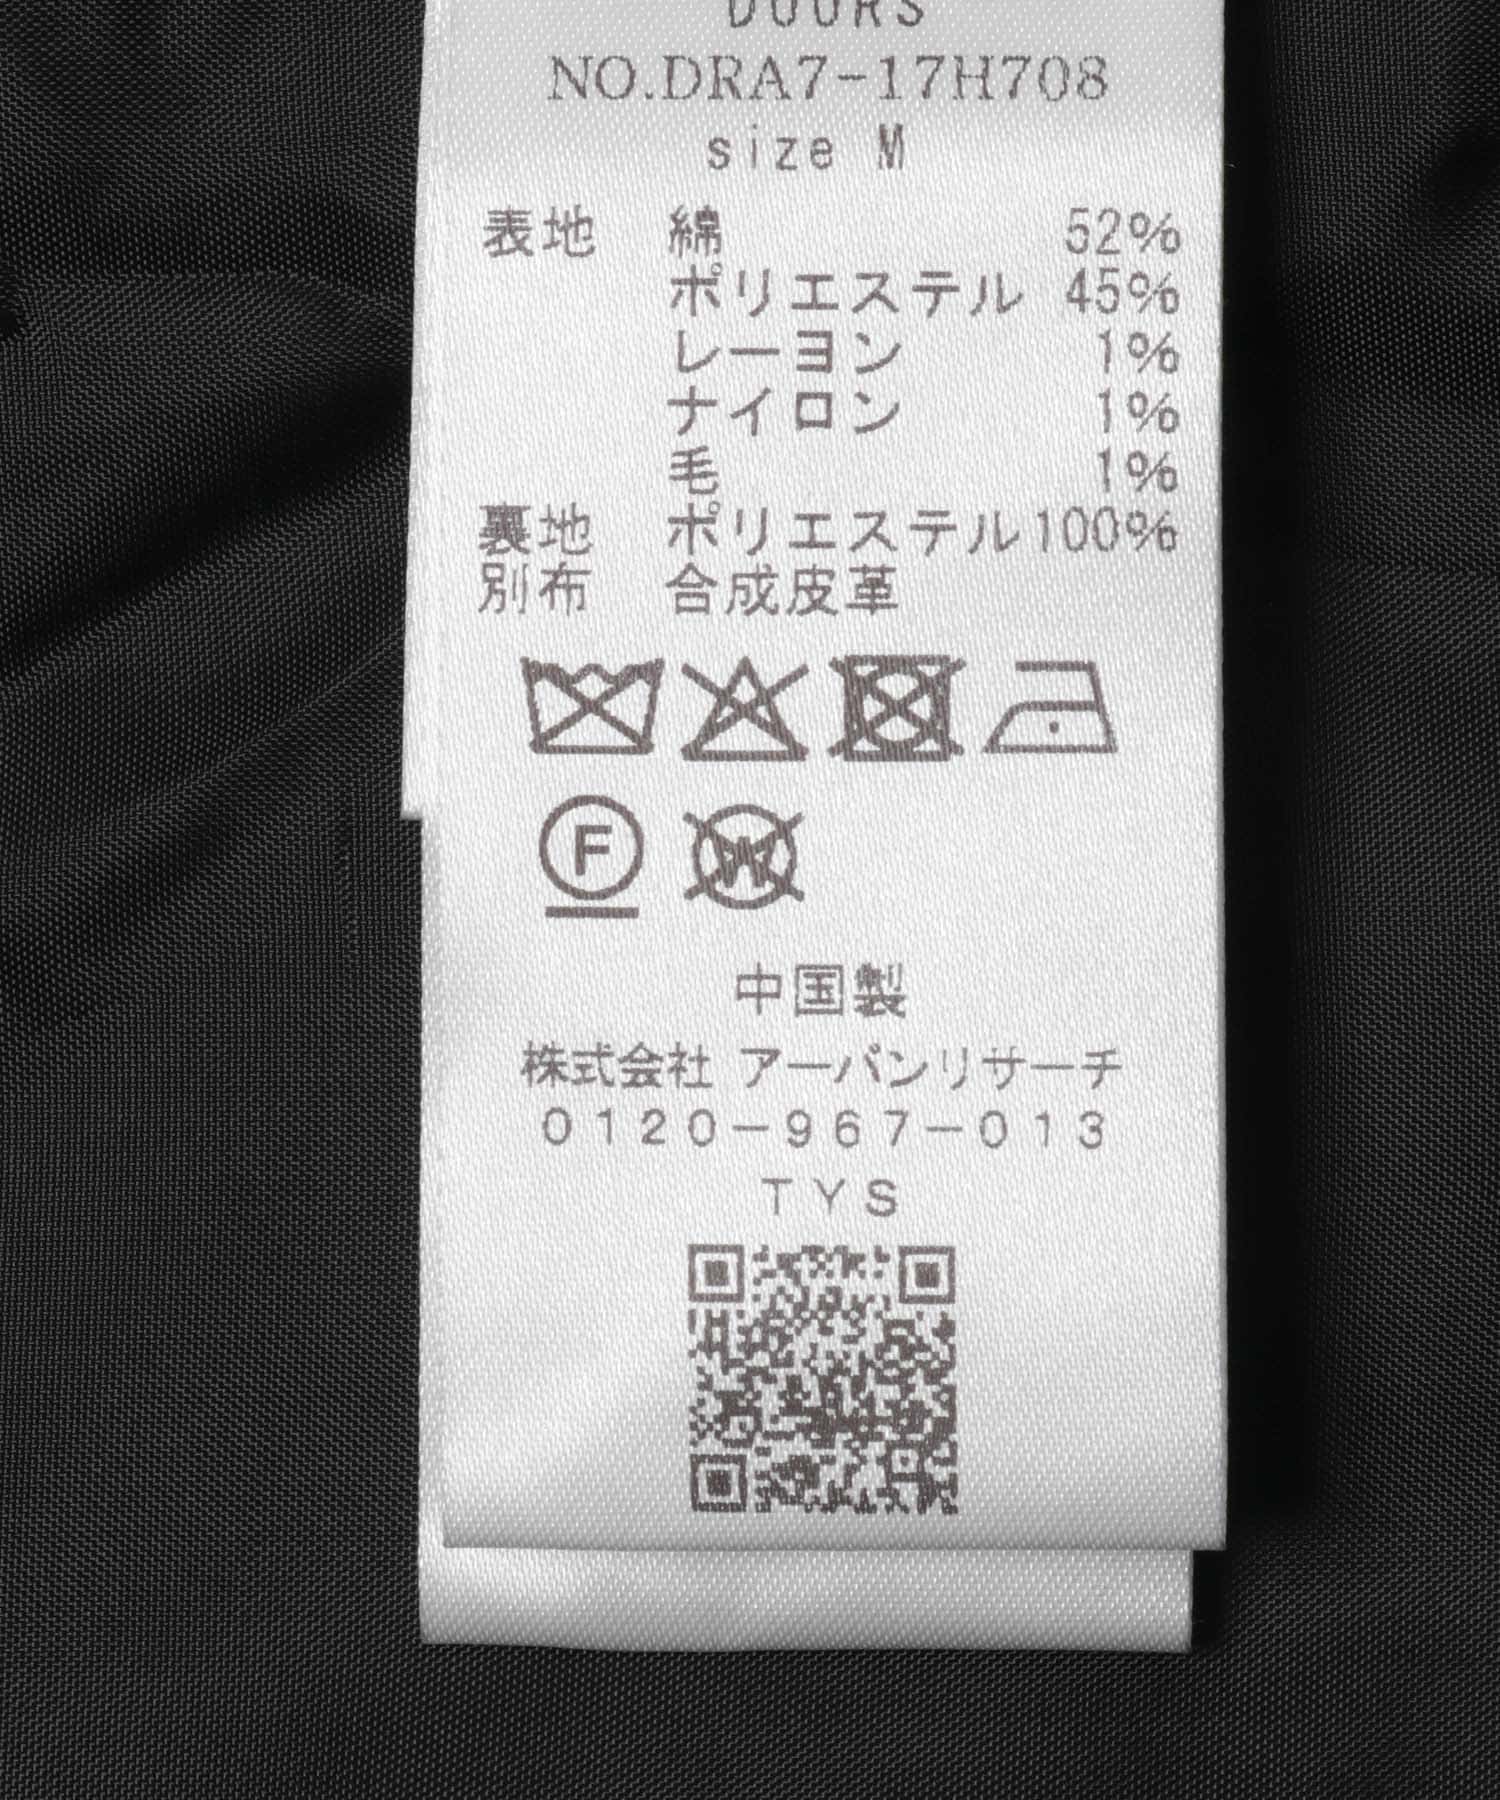 DOORS
NO.DRA7-17H708
size M
表地 綿 52%
ポリエステル 45%
レーヨン 1%
ナイロン 1%
毛 1%
裏地 ポリエステル100%
別布 合成皮革
F W
中国製
株式会社 アーバンリサーチ
0120-967-013
TYS